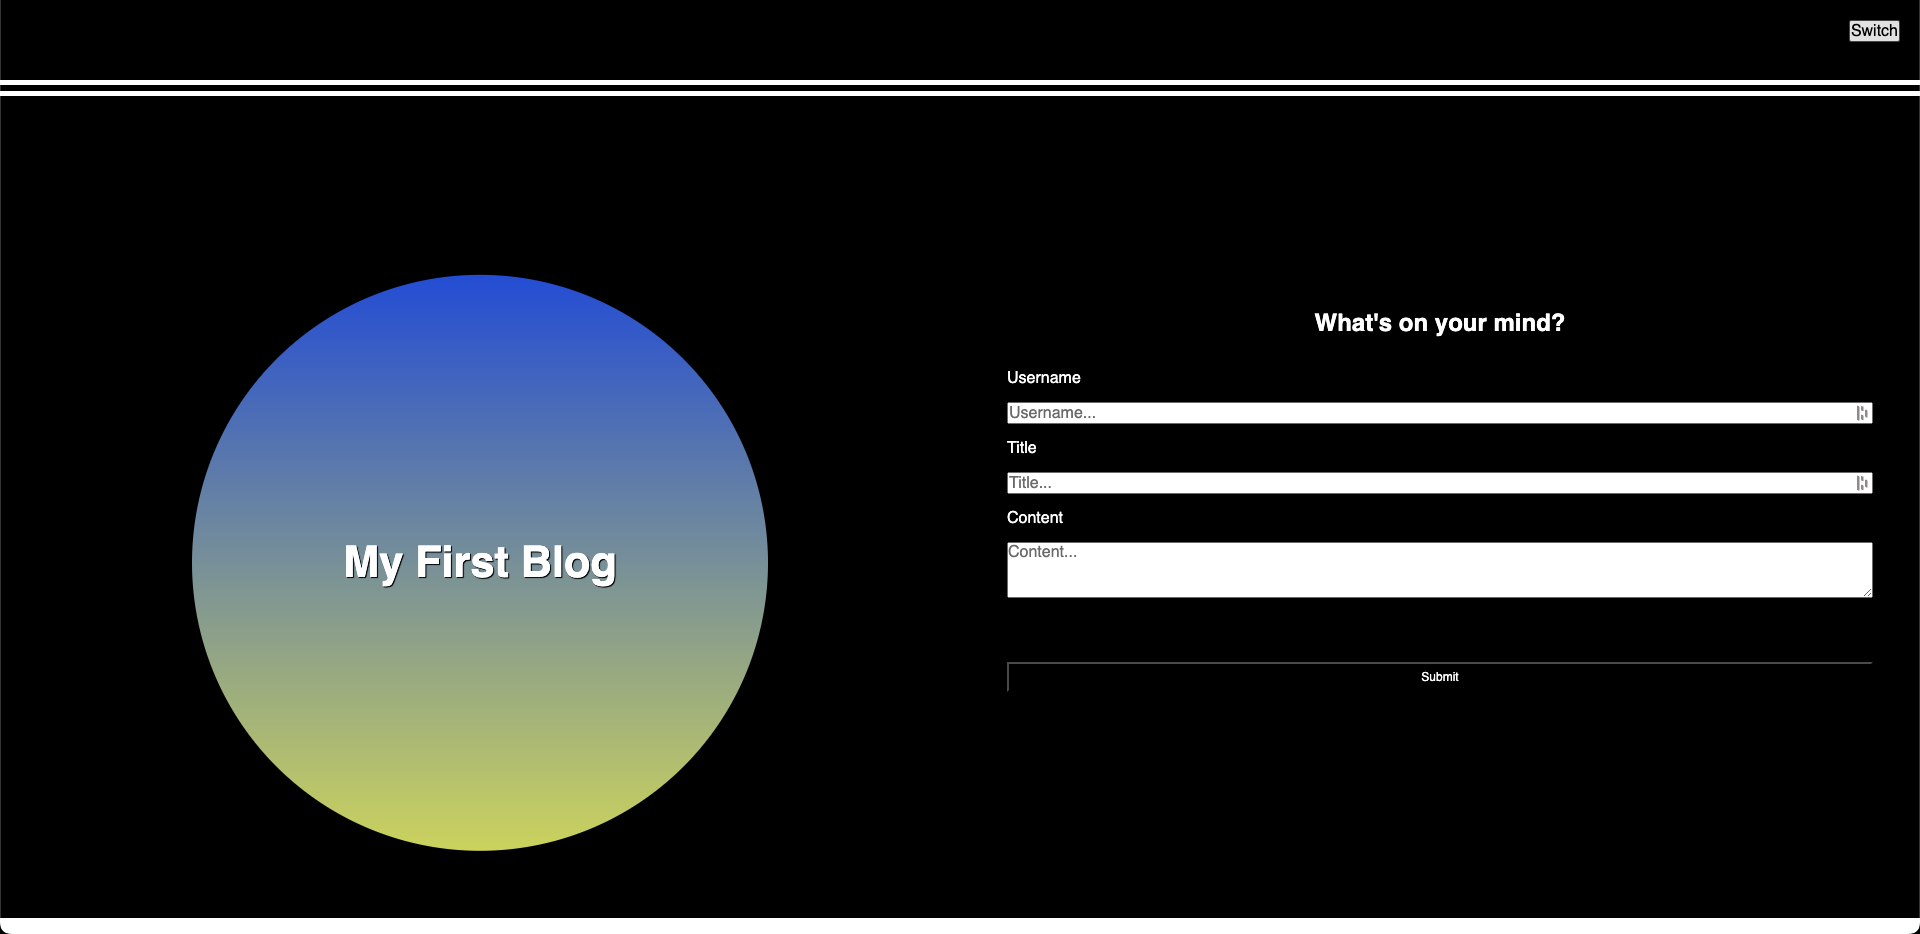 Switch
My First Blog
What's on your mind?
Username
Username...
Title
Title...
Content
Content...
Submit